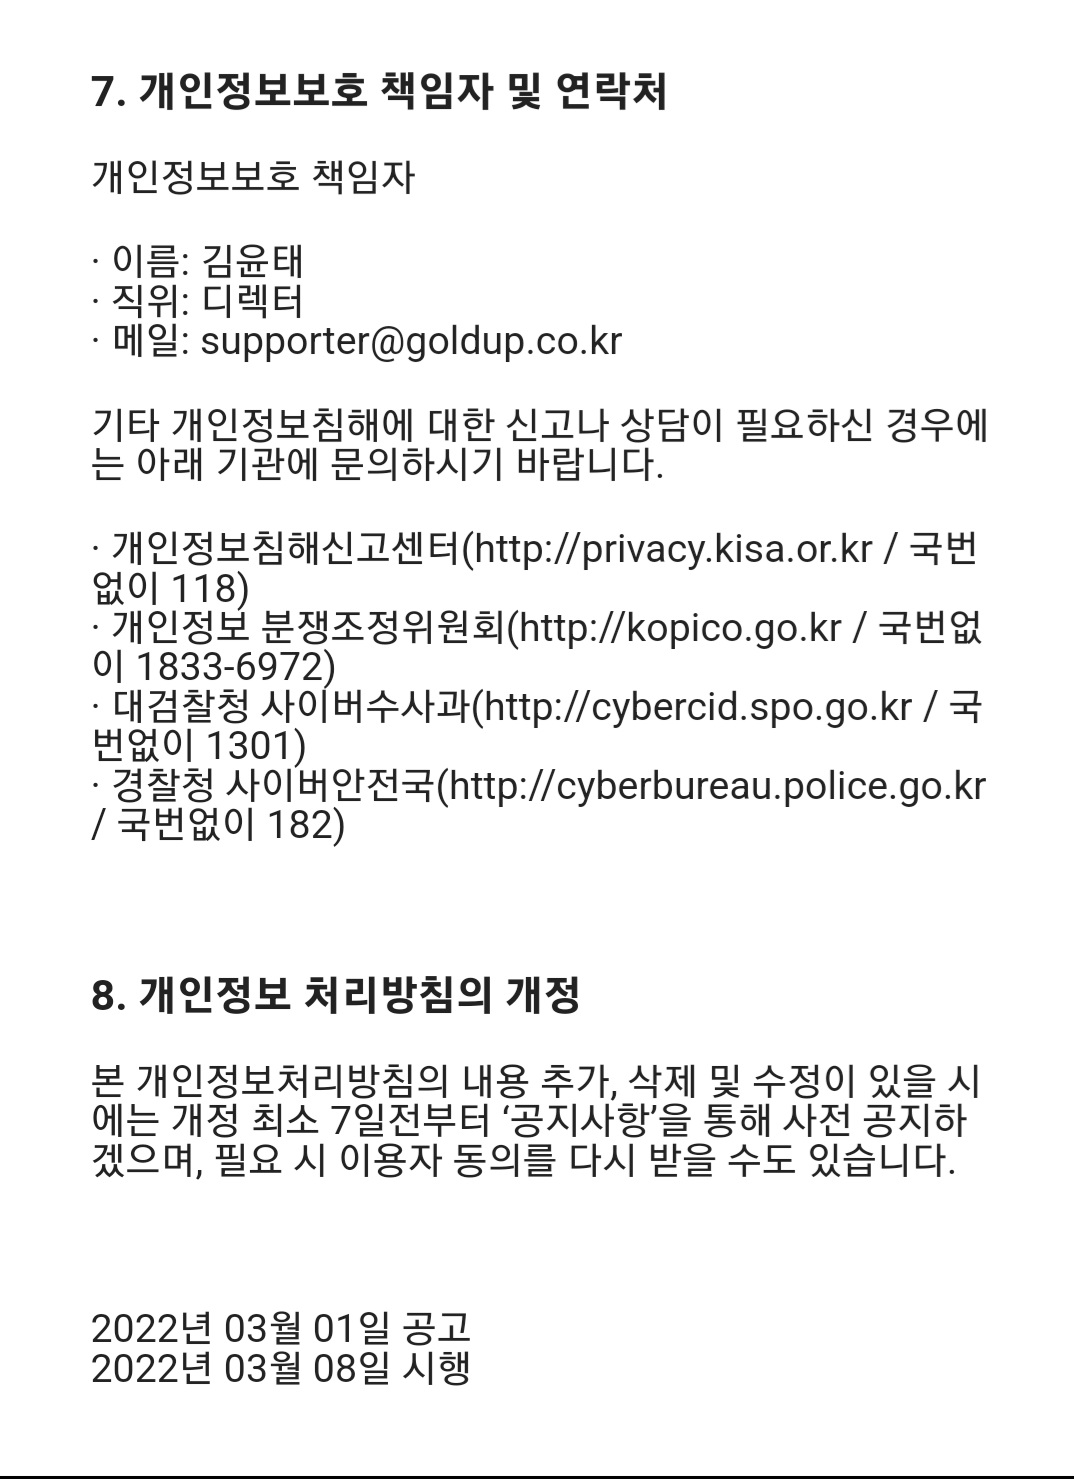 7. 개인정보보호 책임자 및 연락처
개인정보보호 책임자
· 이름: 김윤태
· 직위: 디렉터
· 메일: supporter@goldup.co.kr
기타 개인정보침해에 대한 신고나 상담이 필요하신 경우에
는 아래 기관에 문의하시기 바랍니다.
· 개인정보침해신고센터(http://privacy.kisa.or.kr / 국번
없이 118)
· 개인정보 분쟁조정위원회(http://kopico.go.kr / 국번없
이 1833-6972)
· 대검찰청 사이버수사과(http://cybercid.spo.go.kr / 국
번없이 1301)
· 경찰청 사이버안전국(http://cyberbureau.police.go.kr
/ 국번없이 182)
8. 개인정보 처리방침의 개정
본 개인정보처리방침의 내용 추가, 삭제 및 수정이 있을 시
에는 개정 최소 7일전부터 ‘공지사항’을 통해 사전 공지하
겠으며, 필요 시 이용자 동의를 다시 받을 수도 있습니다.
2022년 03월 01일 공고
2022년 03월 08일 시행